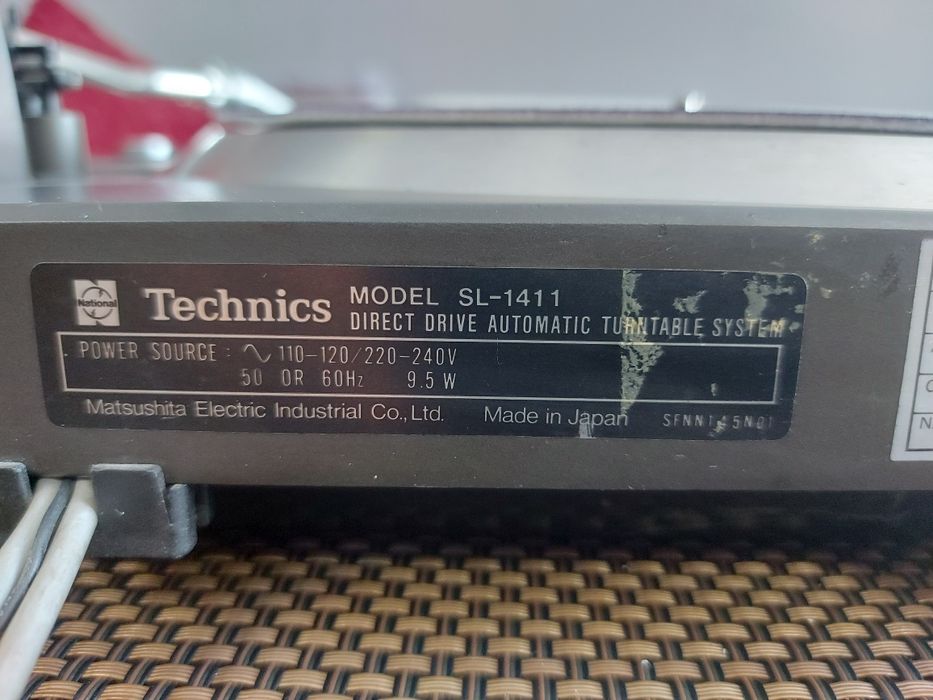 National
Technics
MODEL SL-1411
DIRECT DRIVE AUTOMATIC TURNTABLE SYSTEM
POWER SOURCE : ∿ 110-120/220-240V
50 OR 60Hz 9.5 W
Matsushita Electric Industrial Co., Ltd. Made in Japan